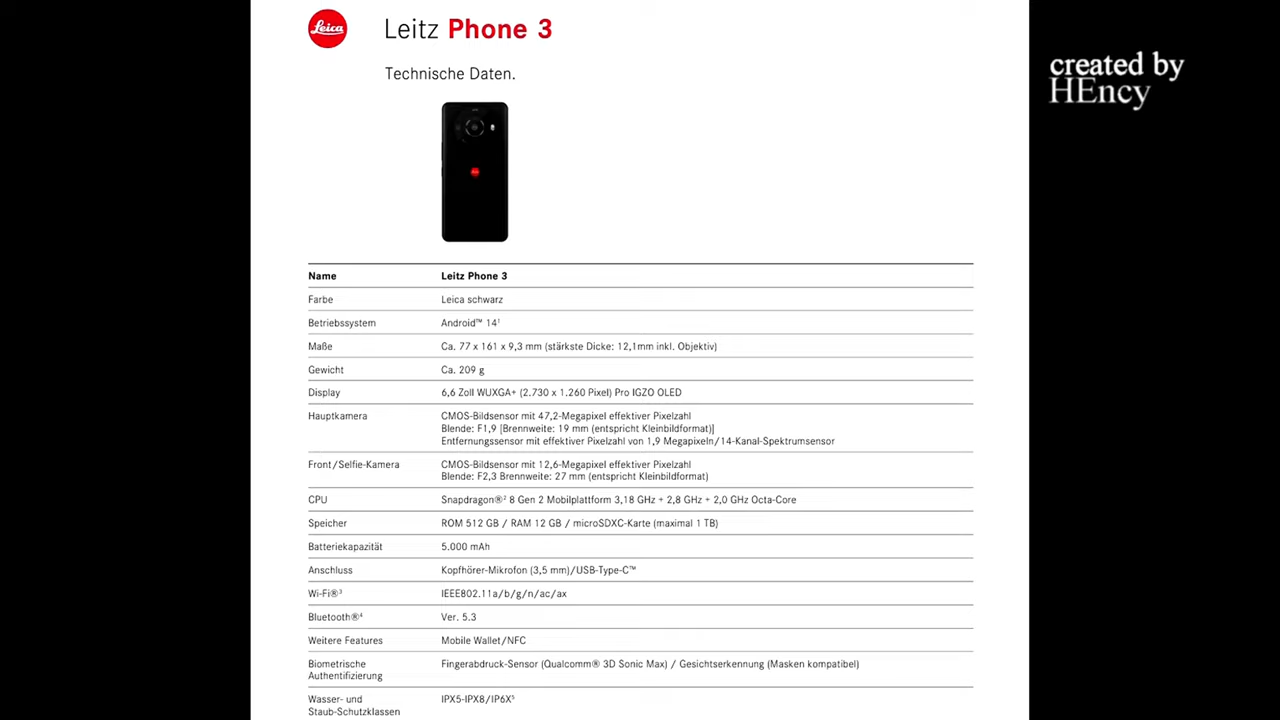 Leica
Leitz Phone 3
created by
HEncy
Technische Daten.
Name Leitz Phone 3
Farbe Leica schwarz
Betriebssystem Android™ 14¹
Maße Ca. 77 x 161 x 9,3 mm (stärkste Dicke: 12,1mm inkl. Objektiv)
Gewicht Ca. 209 g
Display 6,6 Zoll WUXGA+ (2.730 x 1.260 Pixel) Pro IGZO OLED
Hauptkamera CMOS-Bildsensor mit 47,2-Megapixel effektiver Pixelzahl
Blende: F1,9 [Brennweite: 19 mm (entspricht Kleinbildformat)]
Entfernungssensor mit effektiver Pixelzahl von 1,9 Megapixeln/14-Kanal-Spektrumsensor
Front/Selfie-Kamera CMOS-Bildsensor mit 12,6-Megapixel effektiver Pixelzahl
Blende: F2,3 Brennweite: 27 mm (entspricht Kleinbildformat)
CPU Snapdragon®² 8 Gen 2 Mobilplattform 3,18 GHz + 2,8 GHz + 2,0 GHz Octa-Core
Speicher ROM 512 GB / RAM 12 GB / microSDXC-Karte (maximal 1 TB)
Batteriekapazität 5.000 mAh
Anschluss Kopfhörer-Mikrofon (3,5 mm)/USB-Type-C™
Wi-Fi®³ IEEE802.11a/b/g/n/ac/ax
Bluetooth®⁴ Ver. 5.3
Weitere Features Mobile Wallet/NFC
Biometrische Fingerabdruck-Sensor (Qualcomm® 3D Sonic Max) / Gesichtserkennung (Masken kompatibel)
Authentifizierung
Wasser- und IPX5-IPX8/IP6X⁵
Staub-Schutzklassen